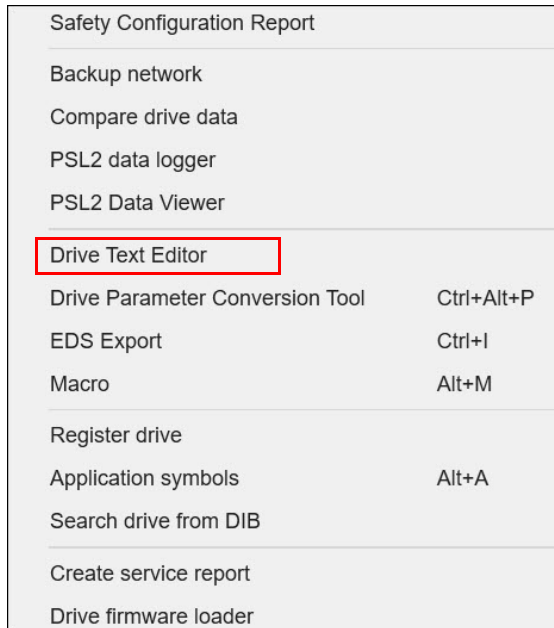 Safety Configuration Report
Backup network
Compare drive data
PSL2 data logger
PSL2 Data Viewer
Drive Text Editor
Drive Parameter Conversion Tool Ctrl+Alt+P
EDS Export Ctrl+I
Macro Alt+M
Register drive
Application symbols Alt+A
Search drive from DIB
Create service report
Drive firmware loader